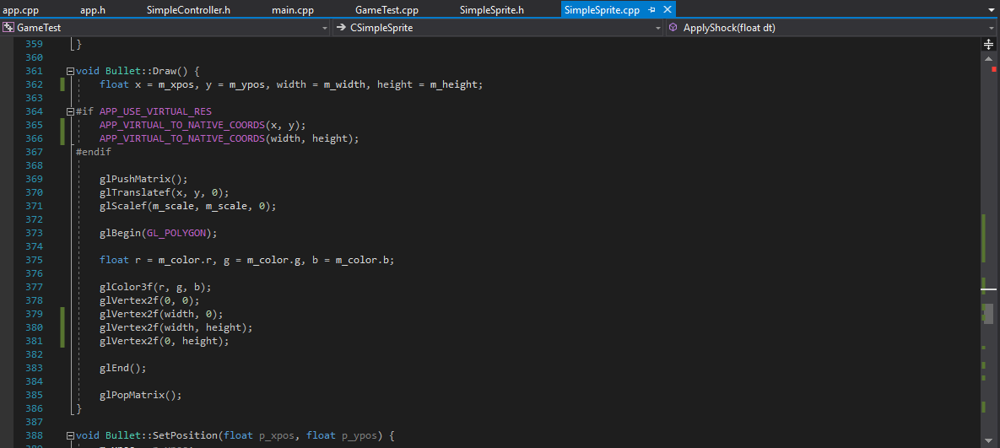 app.cpp app.h SimpleController.h main.cpp GameTest.cpp SimpleSprite.h SimpleSprite.cpp
GameTest CSimpleSprite ApplyShock(float dt)
359 }
360
361 void Bullet::Draw() {
362 float x = m_xpos, y = m_ypos, width = m_width, height = m_height;
363
364 #if APP_USE_VIRTUAL_RES
365 APP_VIRTUAL_TO_NATIVE_COORDS(x, y);
366 APP_VIRTUAL_TO_NATIVE_COORDS(width, height);
367 #endif
368
369 glPushMatrix();
370 glTranslatef(x, y, 0);
371 glScalef(m_scale, m_scale, 0);
372
373 glBegin(GL_POLYGON);
374
375 float r = m_color.r, g = m_color.g, b = m_color.b;
376
377 glColor3f(r, g, b);
378 glVertex2f(0, 0);
379 glVertex2f(width, 0);
380 glVertex2f(width, height);
381 glVertex2f(0, height);
382
383 glEnd();
384
385 glPopMatrix();
386 }
387
388 void Bullet::SetPosition(float p_xpos, float p_ypos) {